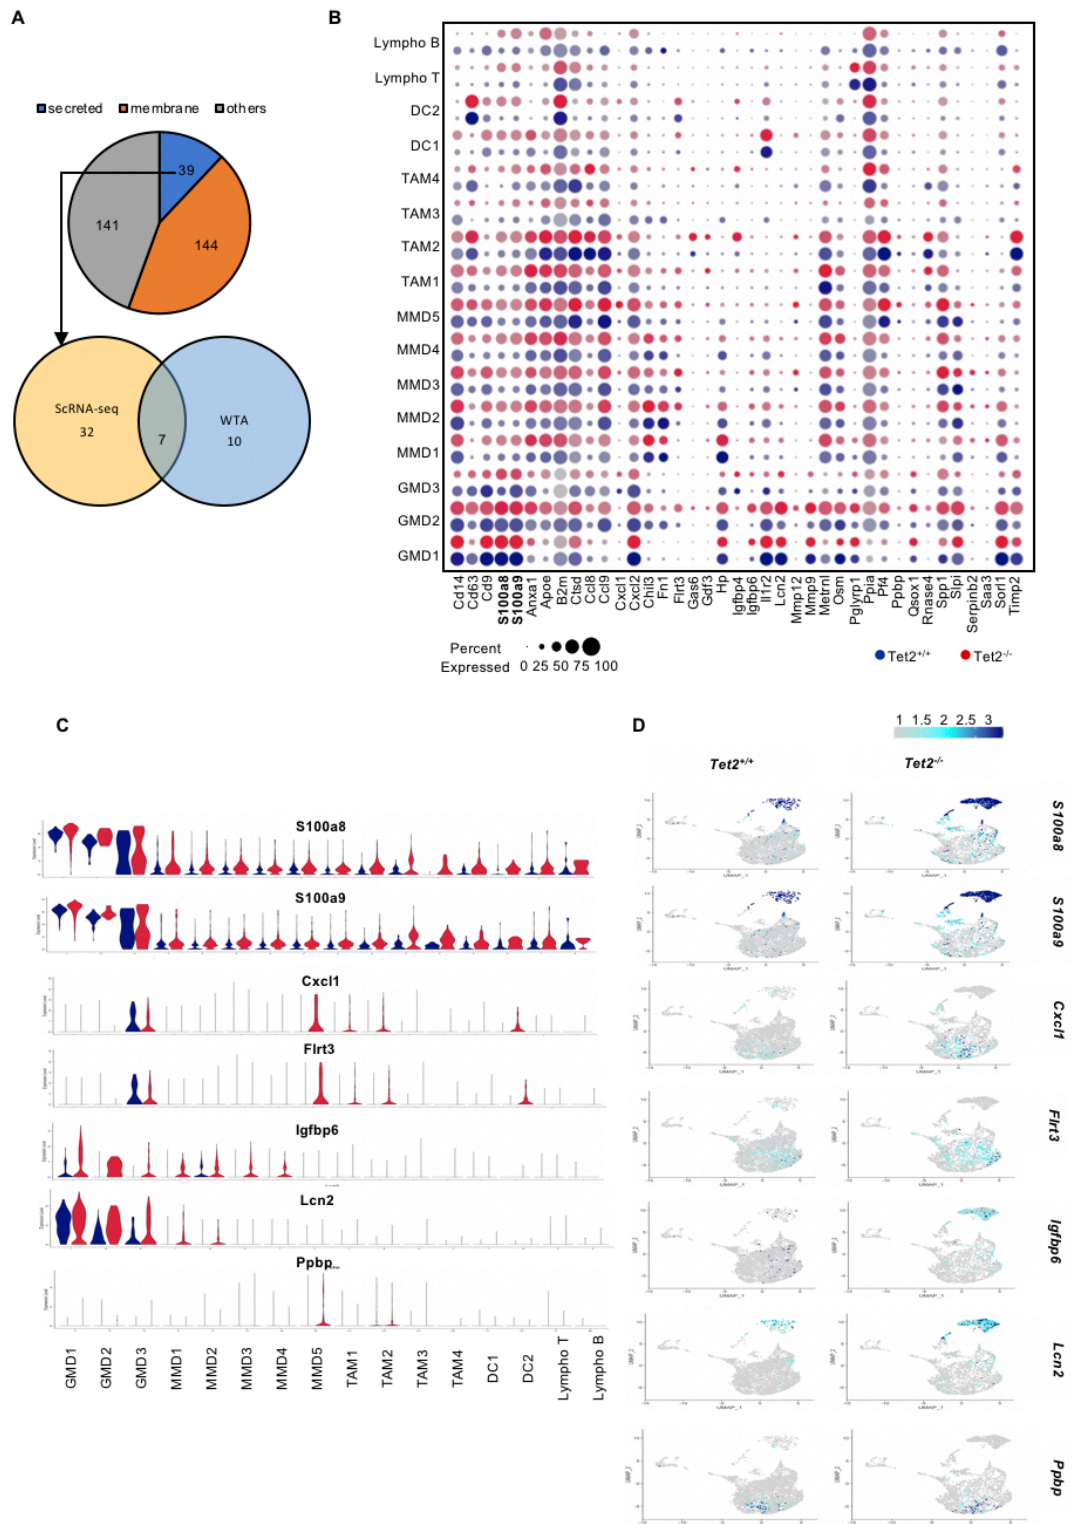 A
B
secreted membrane others
39
141
144
ScRNA-seq
32
7
WTA
10
Lympho B
Lympho T
DC2
DC1
TAM4
TAM3
TAM2
TAM1
MMD5
MMD4
MMD3
MMD2
MMD1
GMD3
GMD2
GMD1
Cd14
Cd63
Cd9
S100a8
S100a9
Anxa1
Apoe
B2m
Ctsd
Ccl8
Ccl9
Cxcl1
Cxcl2
Chil3
Fn1
Flrt3
Gas6
Gdf3
Hp
Igfbp4
Igfbp6
Il1r2
Lcn2
Mmp12
Mmp9
Metrnl
Osm
Pglyrp1
Ppia
Pf4
Ppbp
Qsox1
Rnase4
Spp1
Slpi
Serpinb2
Saa3
Sorl1
Timp2
Percent
Expressed 0 25 50 75 100
Tet2+/+ Tet2-/-
C
S100a8
S100a9
Cxcl1
Flrt3
Igfbp6
Lcn2
Ppbp
GMD1
GMD2
GMD3
MMD1
MMD2
MMD3
MMD4
MMD5
TAM1
TAM2
TAM3
TAM4
DC1
DC2
Lympho T
Lympho B
D
1 1.5 2 2.5 3
Tet2+/+ Tet2-/-
S100a8
S100a9
Cxcl1
Flrt3
Igfbp6
Lcn2
Ppbp